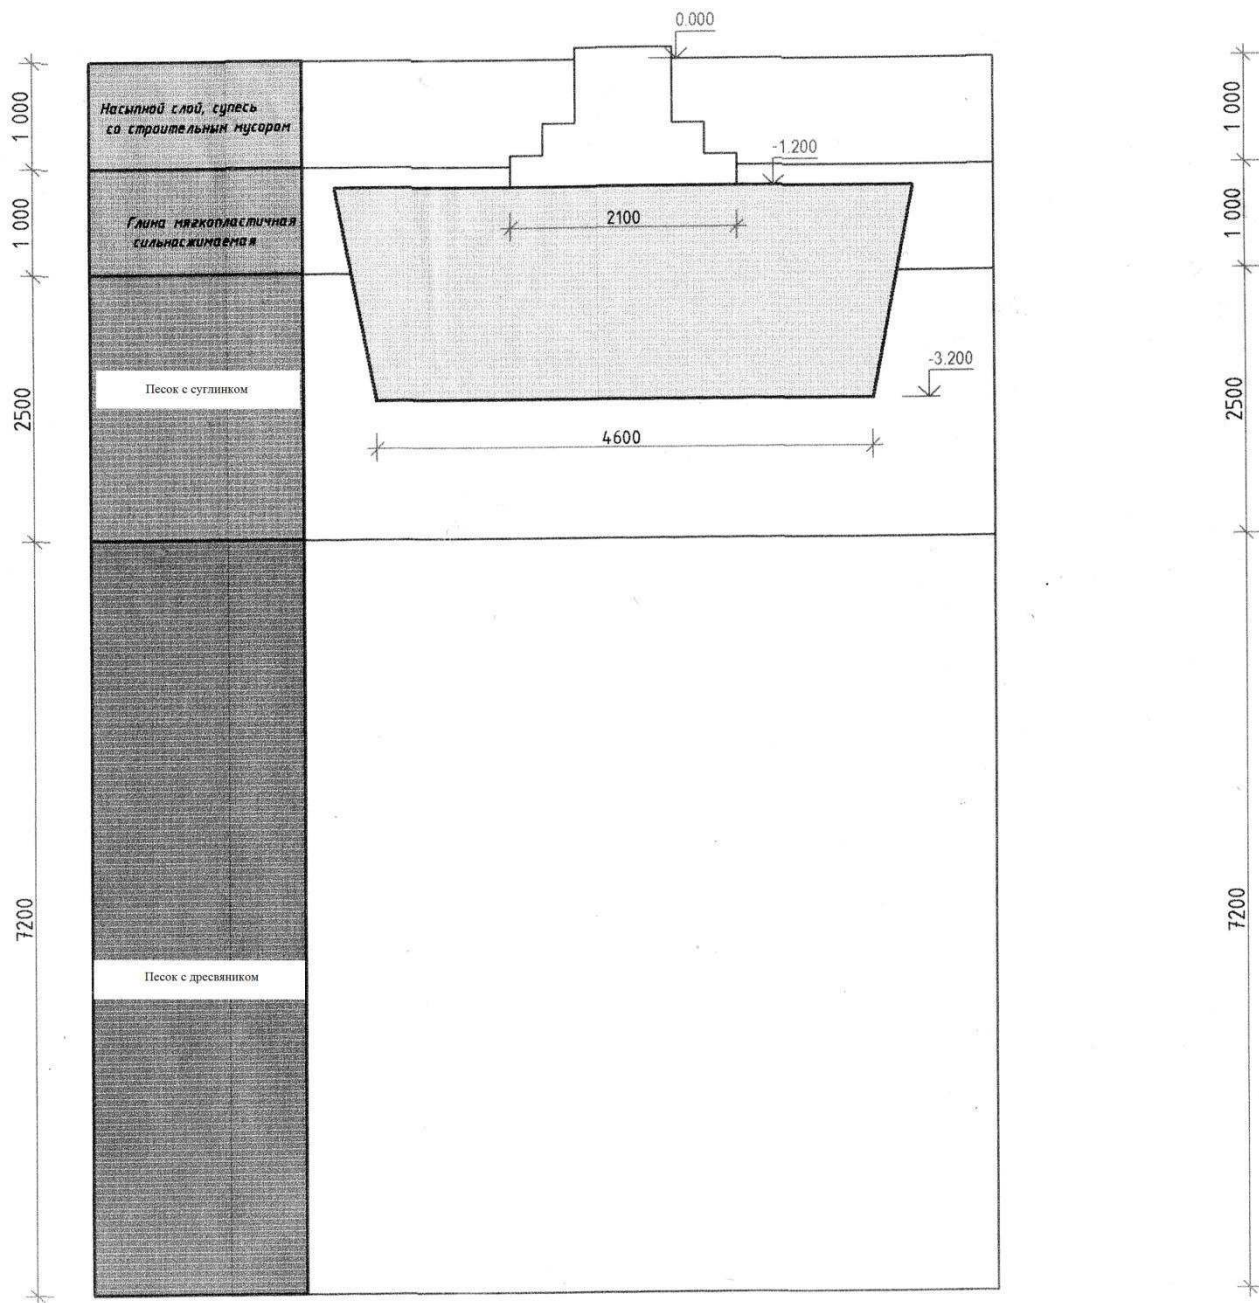 0.000
1 000
Насыпной слой, супесь
со строительным мусором
1 000
-1.200
1 000
Глина мягкопластичная
сильносжимаемая
2100
1 000
2500
Песок с суглинком
-3.200
2500
4600
7200
Песок с дресвяником
7200